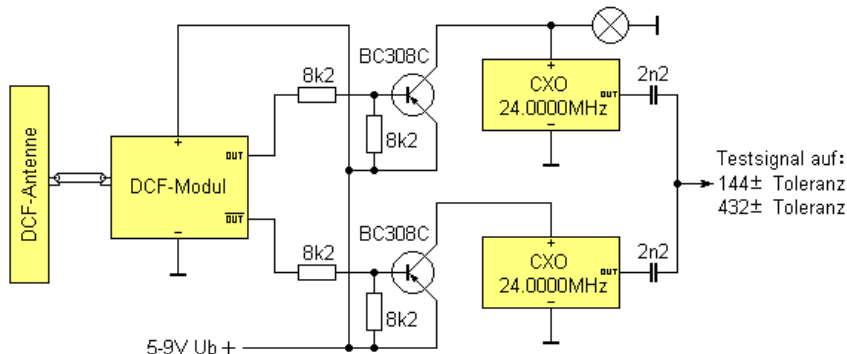 BC308C
8k2
8k2
CXO
24.0000MHz
+
OUT
-
2n2
DCF-Antenne
+
OUT
DCF-Modul
OUT
-
Testsignal auf:
144± Toleranz
432± Toleranz
BC308C
8k2
8k2
+
CXO
24.0000MHz
OUT
-
2n2
5-9V Ub+